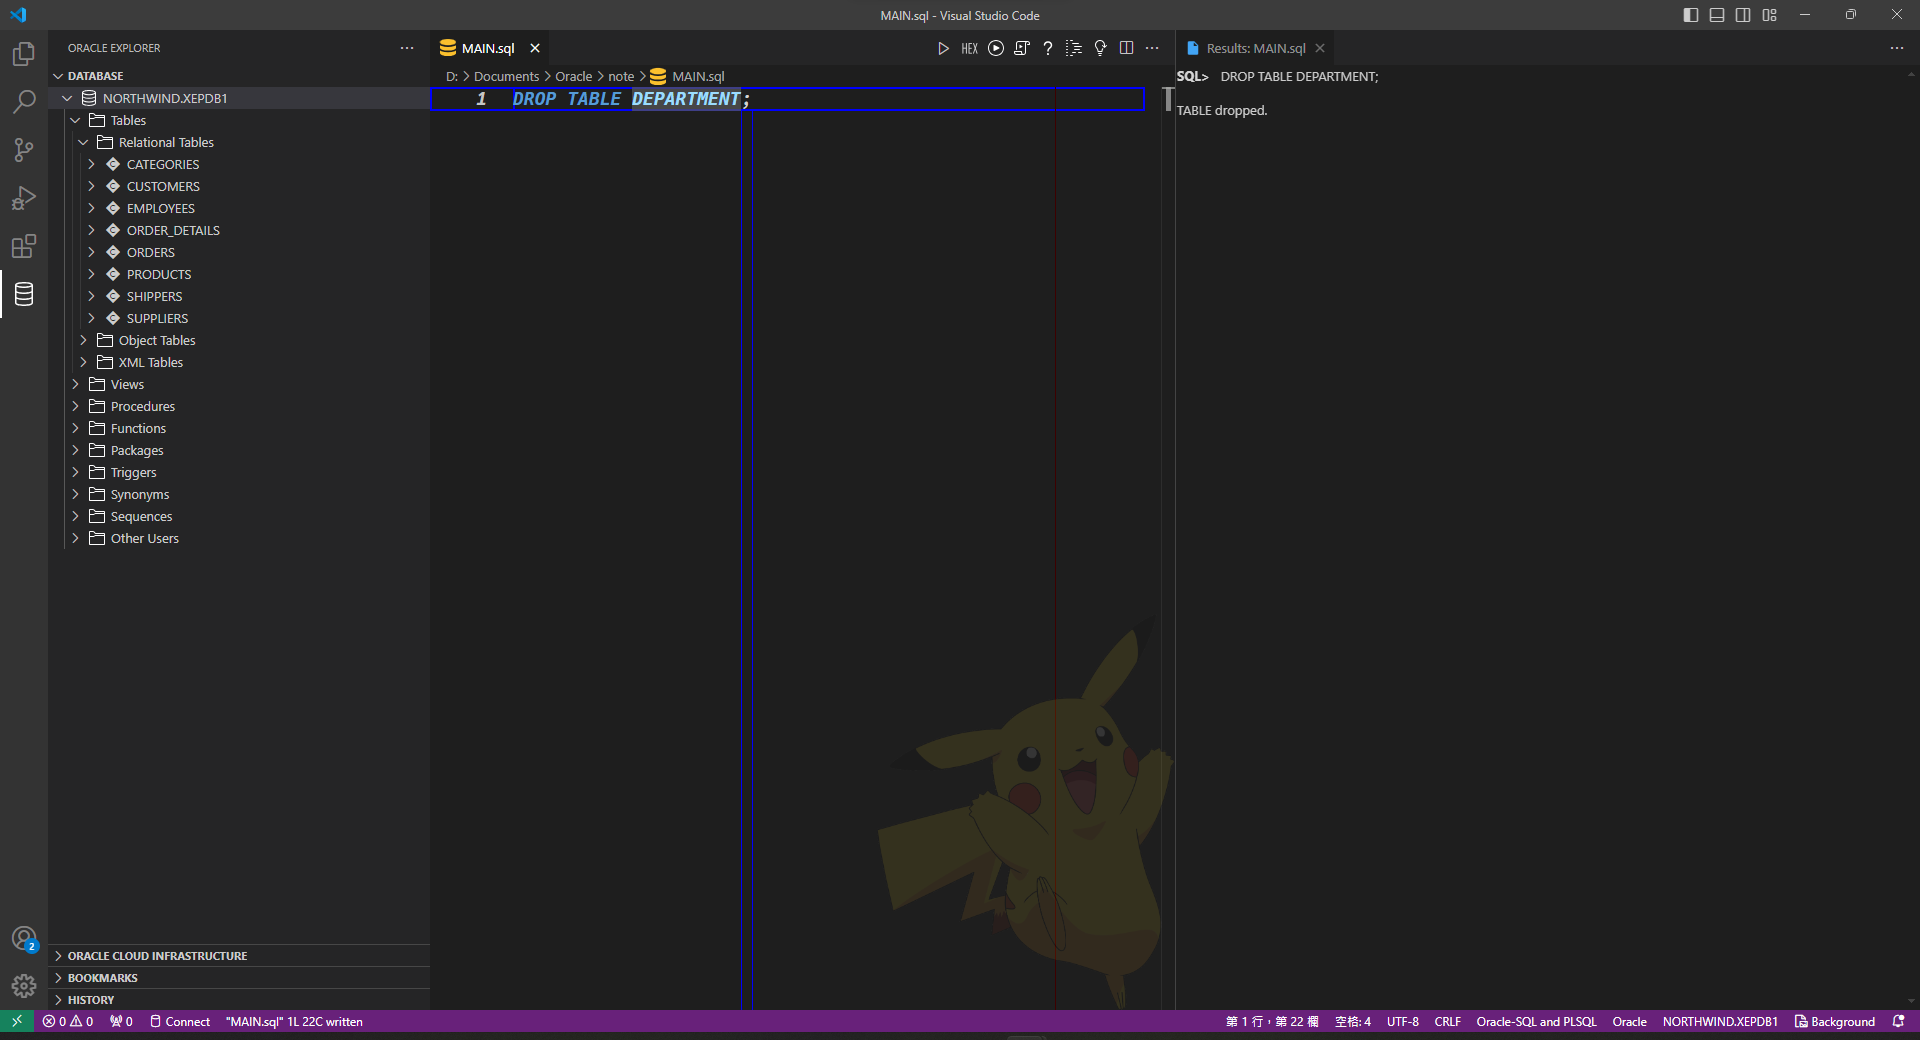 MAIN.sql - Visual Studio Code
ORACLE EXPLORER
DATABASE
NORTHWIND.XEPDB1
Tables
Relational Tables
CATEGORIES
CUSTOMERS
EMPLOYEES
ORDER_DETAILS
ORDERS
PRODUCTS
SHIPPERS
SUPPLIERS
Object Tables
XML Tables
Views
Procedures
Functions
Packages
Triggers
Synonyms
Sequences
Other Users
ORACLE CLOUD INFRASTRUCTURE
BOOKMARKS
HISTORY
2
MAIN.sql
HEX
D: > Documents > Oracle > note > MAIN.sql
1 DROP TABLE DEPARTMENT;
Results: MAIN.sql
SQL> DROP TABLE DEPARTMENT;
TABLE dropped.
0 0 0 Connect "MAIN.sql" 1L 22C written
第 1 行，第 22 欄 空格: 4 UTF-8 CRLF Oracle-SQL and PLSQL Oracle NORTHWIND.XEPDB1 Background